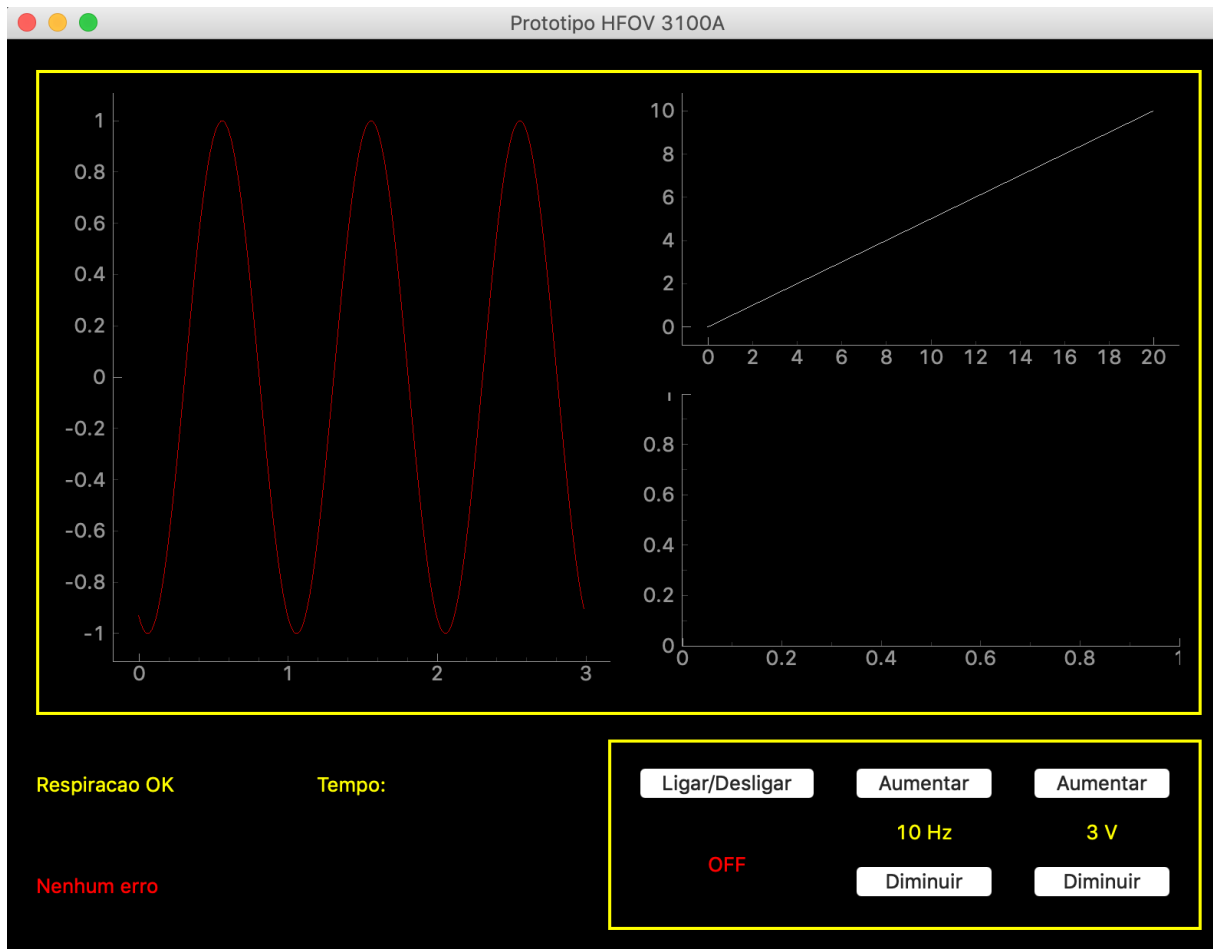 Prototipo HFOV 3100A
1
0.8
0.6
0.4
0.2
0
-0.2
-0.4
-0.6
-0.8
-1
0 1 2 3
10
8
6
4
2
0
0 2 4 6 8 10 12 14 16 18 20
1
0.8
0.6
0.4
0.2
0
0 0.2 0.4 0.6 0.8 1
Respiracao OK Tempo:
Nenhum erro
Ligar/Desligar Aumentar Aumentar
10 Hz 3 V
OFF
Diminuir Diminuir